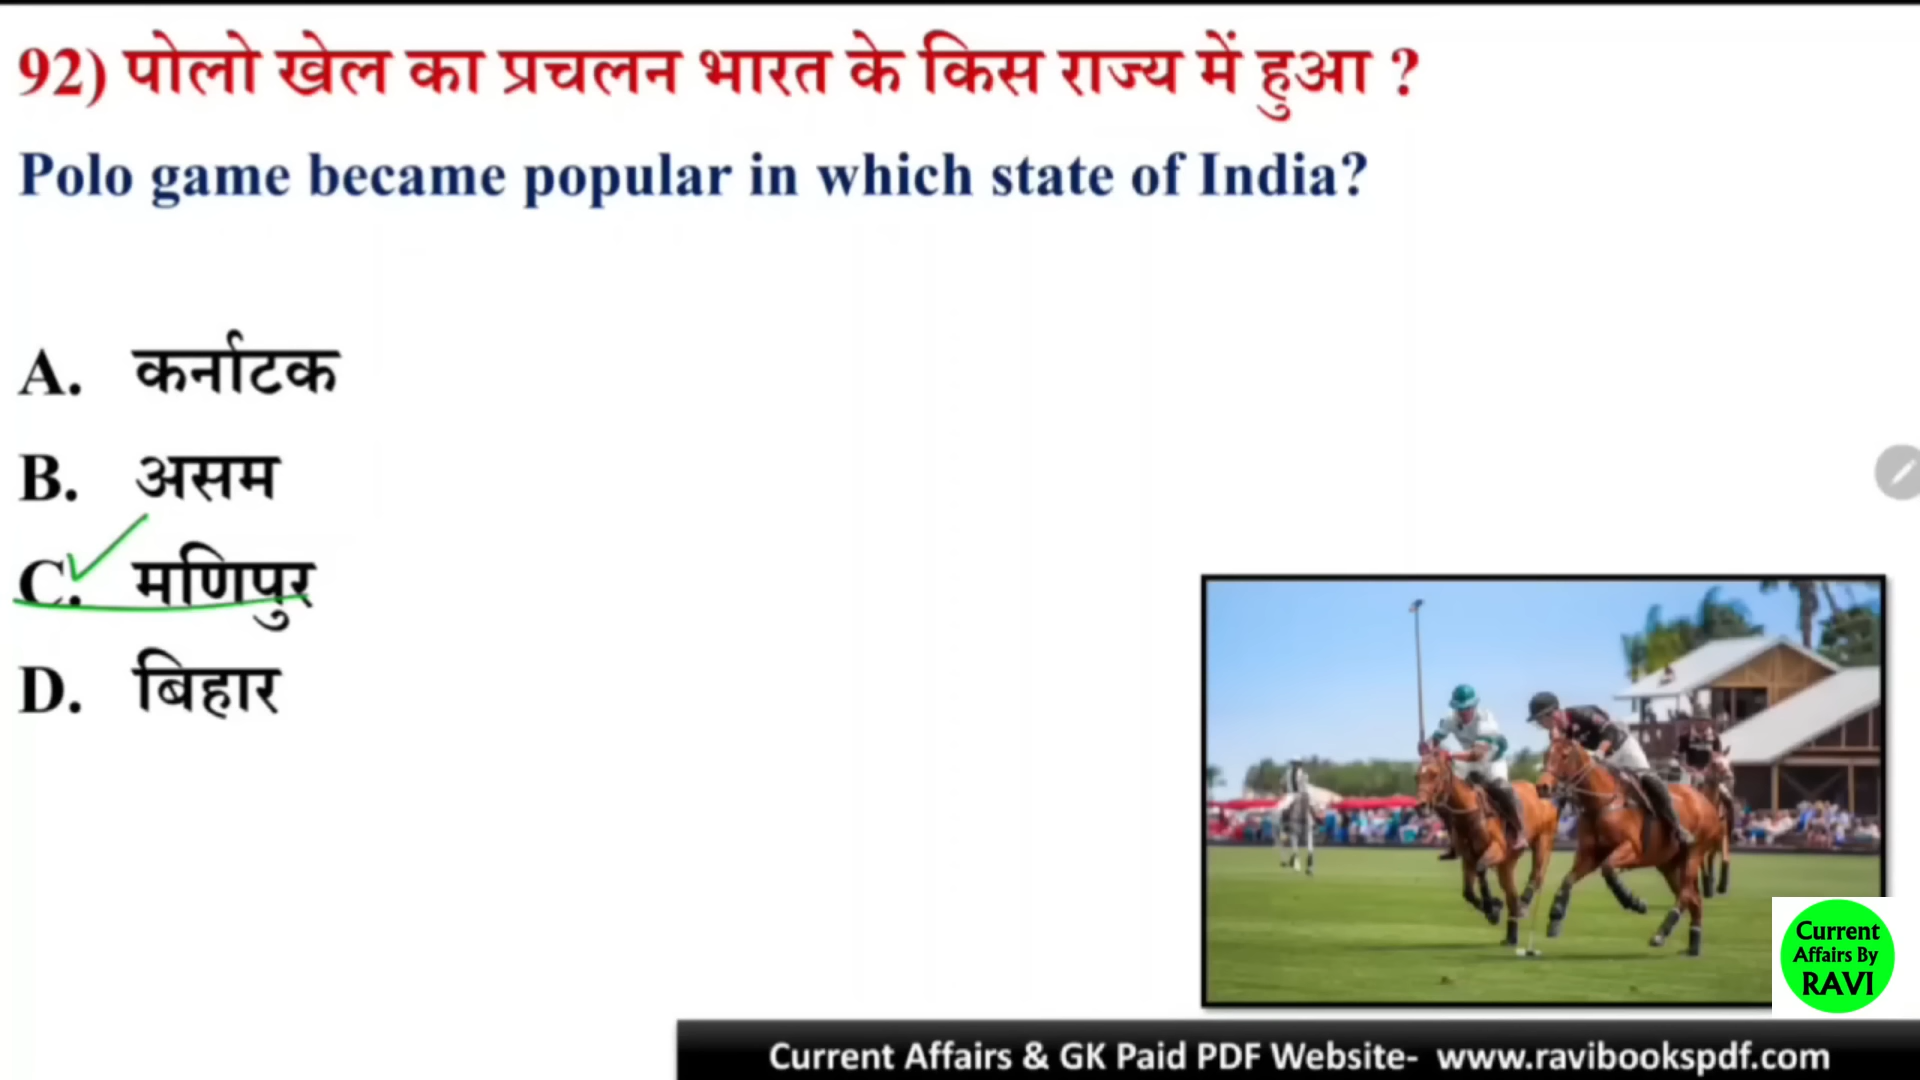 92) पोलो खेल का प्रचलन भारत के किस राज्य में हुआ ?
Polo game became popular in which state of India?
A. कर्नाटक
B. असम
C. मणिपुर
D. बिहार
Current
Affairs By
RAVI
Current Affairs & GK Paid PDF Website- www.ravibookspdf.com